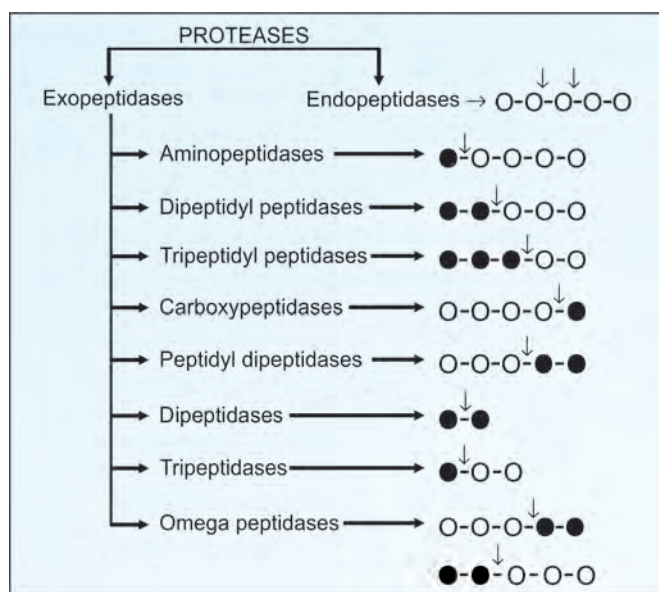 PROTEASES
Exopeptidases
Endopeptidases
Aminopeptidases
Dipeptidyl peptidases
Tripeptidyl peptidases
Carboxypeptidases
Peptidyl dipeptidases
Dipeptidases
Tripeptidases
Omega peptidases